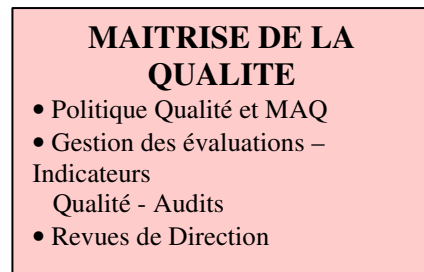 MAITRISE DE LA
QUALITE
• Politique Qualité et MAQ
• Gestion des évaluations –
Indicateurs
Qualité - Audits
• Revues de Direction